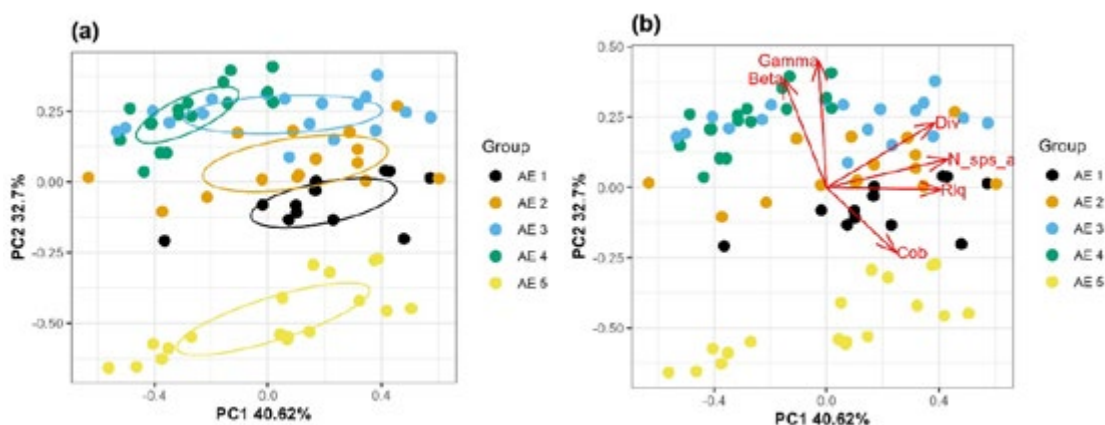 (a)
0.25
0.00
-0.25
-0.50
PC2 32.7%
-0.4
0.0
0.4
PC1 40.62%
Group
AE 1
AE 2
AE 3
AE 4
AE 5
(b)
0.50
0.25
0.00
-0.25
-0.50
PC2 32.7%
-0.4
0.0
0.4
PC1 40.62%
Gamma
Beta
Div
N_sps_a
Riq
Cob
Group
AE 1
AE 2
AE 3
AE 4
AE 5